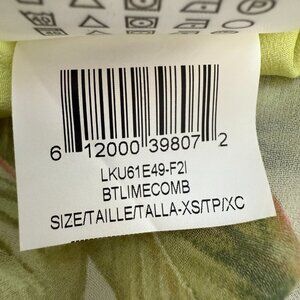 6 12000 39807 2
LKU61E49-F2I
BTLIMECOMB
SIZE/TAILLE/TALLA-XS/TP/XC